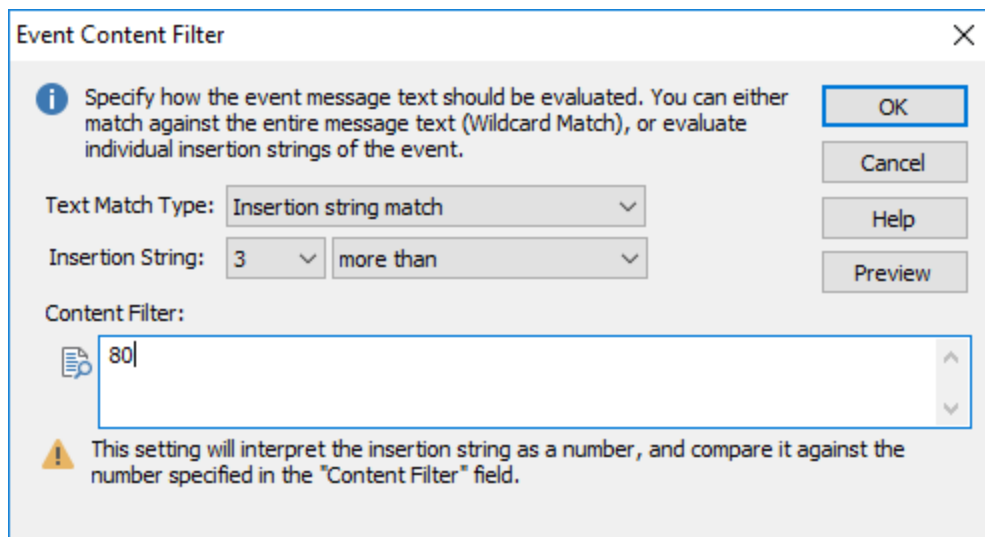 Event Content Filter
Specify how the event message text should be evaluated. You can either
match against the entire message text (Wildcard Match), or evaluate
individual insertion strings of the event.
OK
Cancel
Text Match Type: Insertion string match
Help
Insertion String: 3 more than
Preview
Content Filter:
80
This setting will interpret the insertion string as a number, and compare it against the
number specified in the "Content Filter" field.